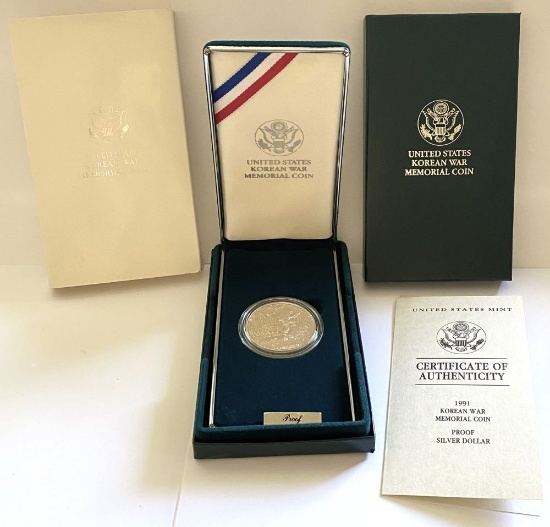 UNITED STATES
KOREAN WAR
MEMORIAL COIN
UNITED STATES
KOREAN WAR
MEMORIAL COIN
Proof
UNITED STATES MINT
CERTIFICATE OF
AUTHENTICITY
1991
KOREAN WAR
MEMORIAL COIN
PROOF
SILVER DOLLAR